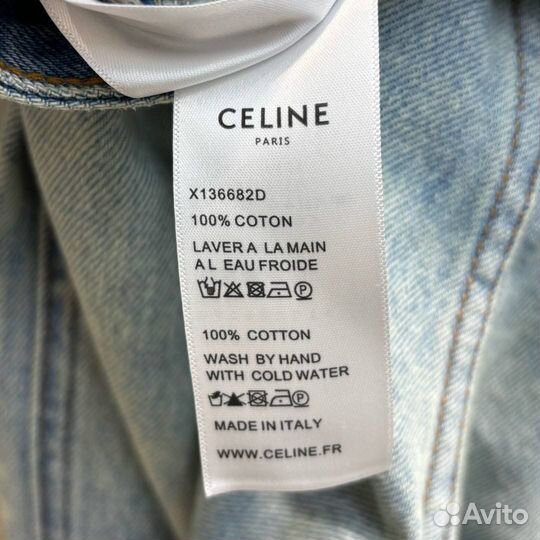 CELINE
PARIS
X136682D
100% COTON
LAVER A LA MAIN
A L EAU FROIDE
100% COTTON
WASH BY HAND
WITH COLD WATER
MADE IN ITALY
WWW.CELINE.FR
Avito